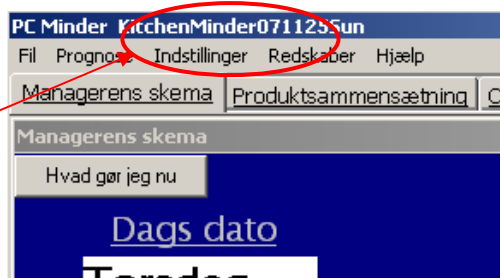 PC Minder KitchenMinder071125Sun
Fil Prognose Indstillinger Redskaber Hjælp
Managerens skema Produktsammensætning
Managerens skema
Hvad gør jeg nu
Dags dato
Torsdag